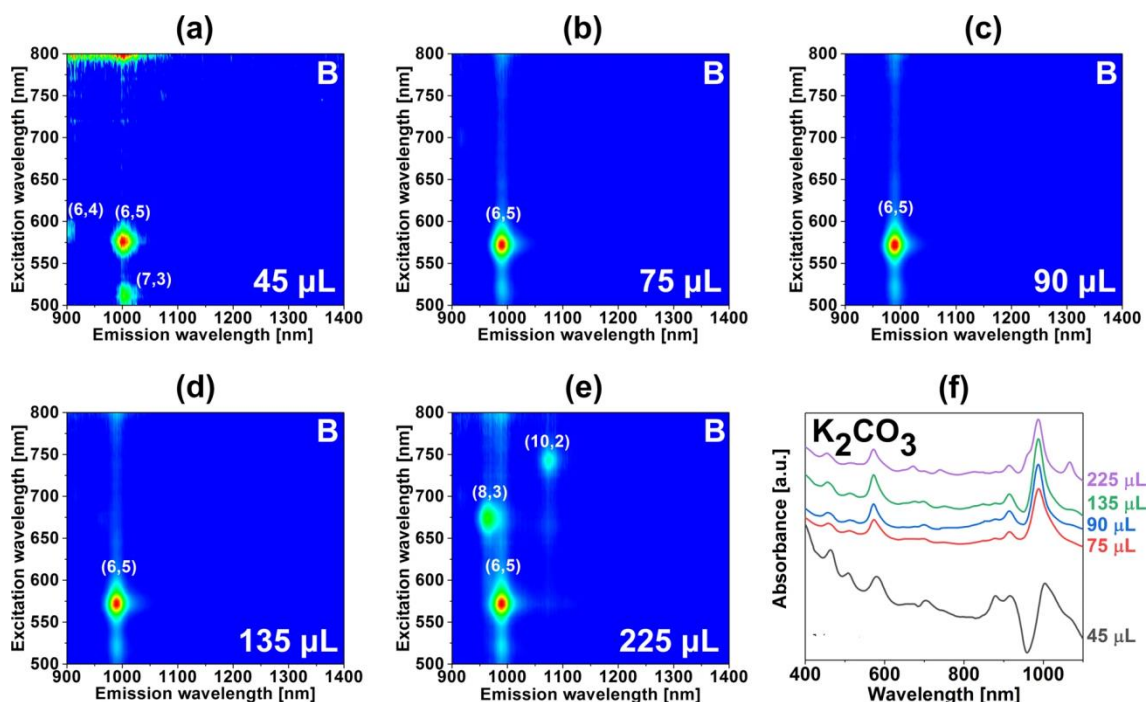 (a)
(b)
(c)
Excitation wavelength [nm]
800
750
700
650
600
550
500
B
(6,4)
(6,5)
(7,3)
45 µL
900 1000 1100 1200 1300 1400
Emission wavelength [nm]
Excitation wavelength [nm]
800
750
700
650
600
550
500
B
(6,5)
75 µL
900 1000 1100 1200 1300 1400
Emission wavelength [nm]
Excitation wavelength [nm]
800
750
700
650
600
550
500
B
(6,5)
90 µL
900 1000 1100 1200 1300 1400
Emission wavelength [nm]
(d)
(e)
(f)
Excitation wavelength [nm]
800
750
700
650
600
550
500
B
(6,5)
135 µL
900 1000 1100 1200 1300 1400
Emission wavelength [nm]
Excitation wavelength [nm]
800
750
700
650
600
550
500
B
(10,2)
(8,3)
(6,5)
225 µL
900 1000 1100 1200 1300 1400
Emission wavelength [nm]
Absorbance [a.u.]
K₂CO₃
225 µL
135 µL
90 µL
75 µL
45 µL
400 600 800 1000
Wavelength [nm]